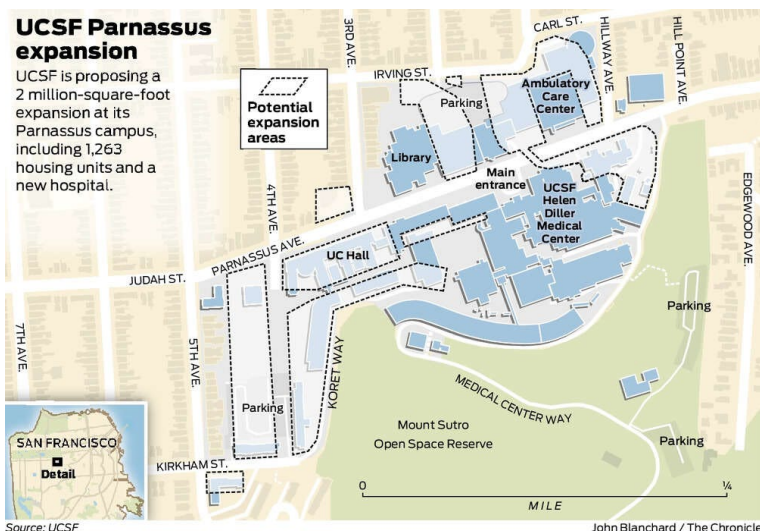 UCSF Parnassus
expansion
UCSF is proposing a
2 million-square-foot
expansion at its
Parnassus campus,
including 1,263
housing units and a
new hospital.
Potential
expansion
areas
3RD AVE.
CARL ST.
HILLWAY AVE.
HILL POINT AVE.
IRVING ST.
Parking
Ambulatory
Care
Center
Library
Main
entrance
4TH AVE.
UCSF
Helen
Diller
Medical
Center
EDGEWOOD AVE.
PARNASSUS AVE.
UC Hall
JUDAH ST.
7TH AVE.
5TH AVE.
Parking
KORET WAY
Parking
MEDICAL CENTER WAY
Mount Sutro
Open Space Reserve
Parking
SAN FRANCISCO
Detail
KIRKHAM ST.
0
1/4
MILE
Source: UCSF
John Blanchard / The Chronicle